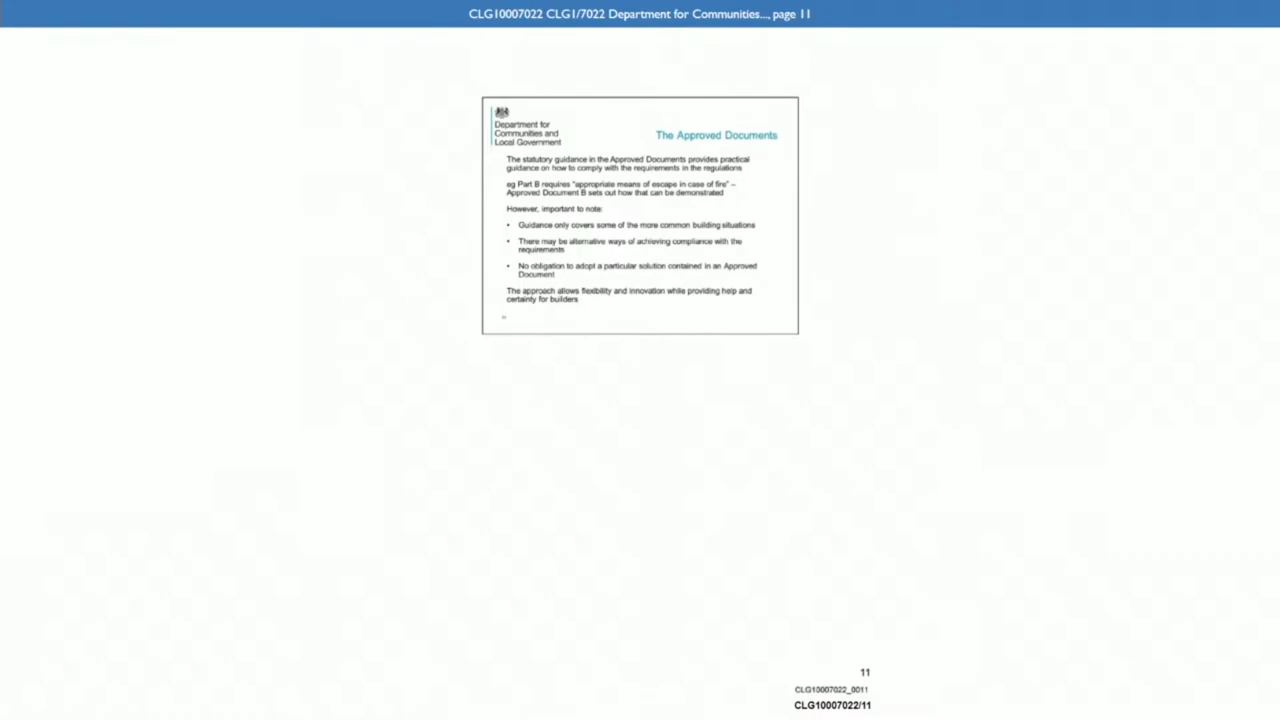 CLG10007022 CLG1/7022 Department for Communities..., page 11
Department for
Communities and
Local Government
The Approved Documents
The statutory guidance in the Approved Documents provides practical
guidance on how to comply with the requirements in the regulations
eg Part B requires "appropriate means of escape in case of fire" –
Approved Document B sets out how that can be demonstrated
However, important to note:
• Guidance only covers some of the more common building situations
• There may be alternative ways of achieving compliance with the
requirements
• No obligation to adopt a particular solution contained in an Approved
Document
The approach allows flexibility and innovation while providing help and
certainty for builders
11
CLG10007022_0011
CLG10007022/11